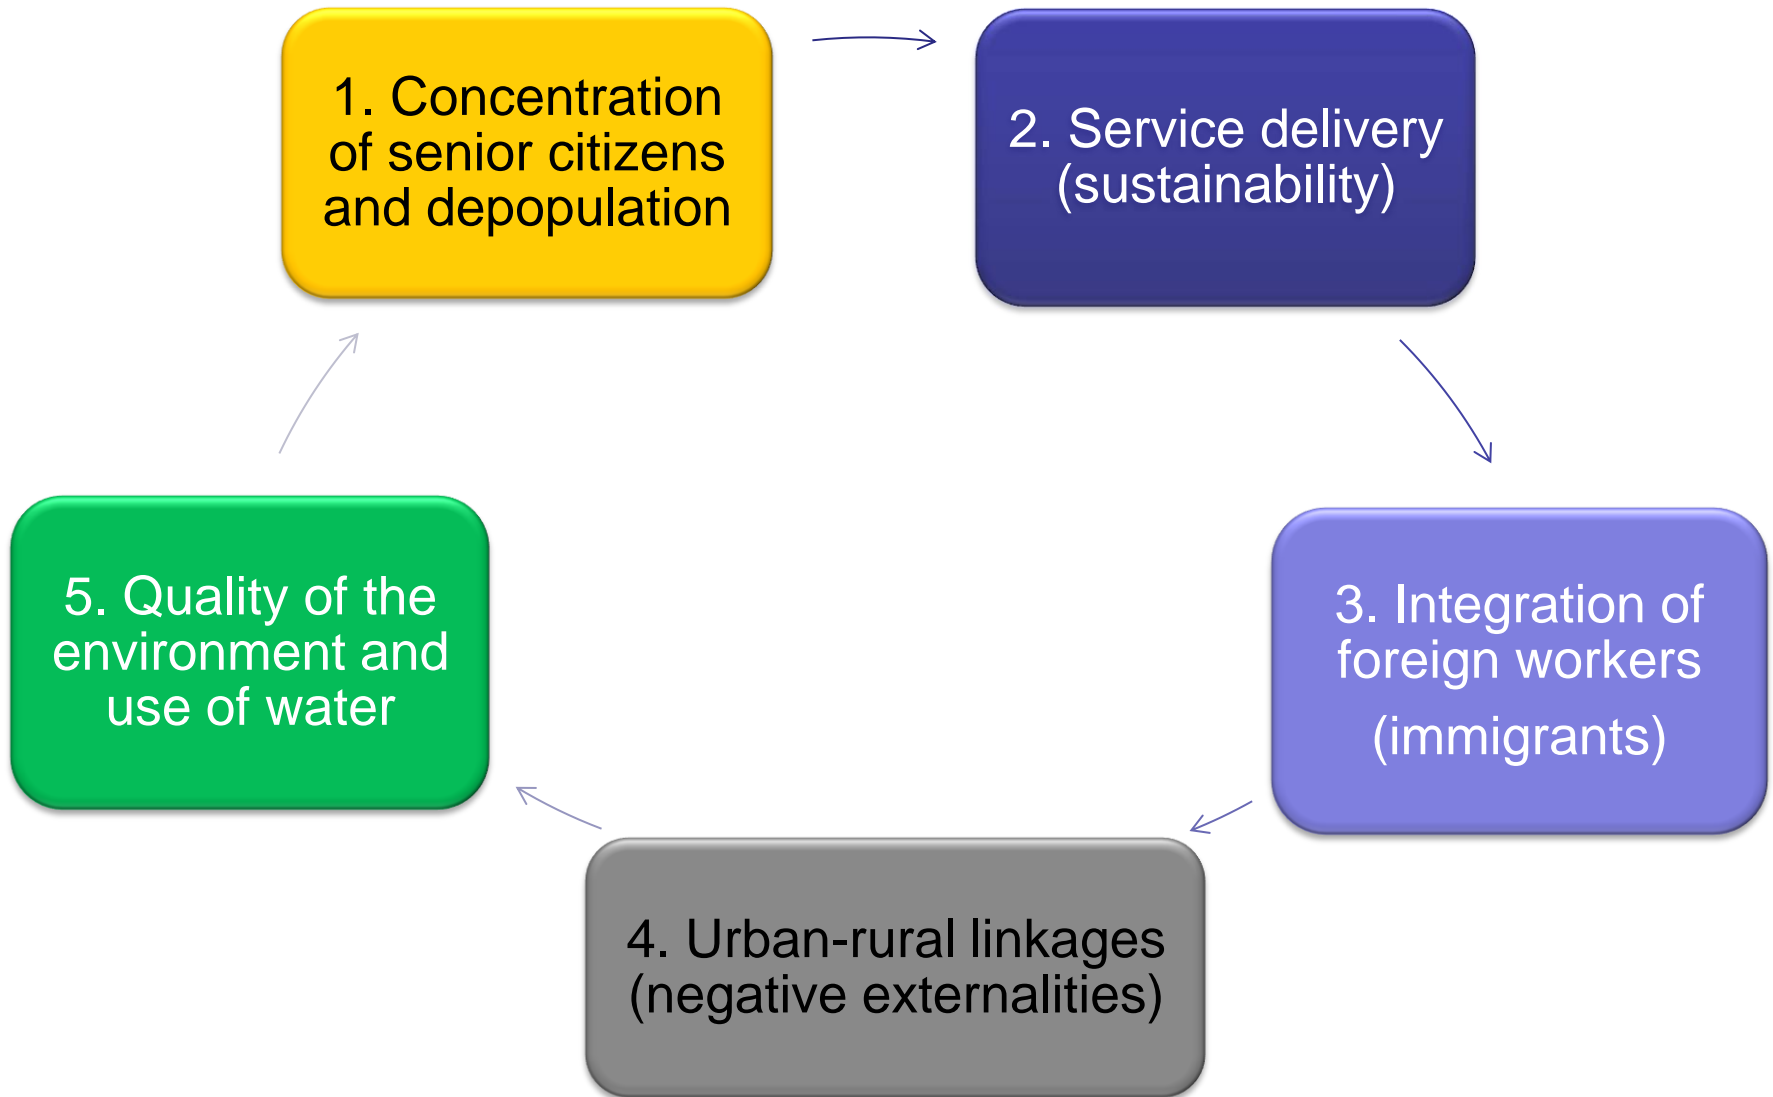 1. Concentration
of senior citizens
and depopulation
2. Service delivery
(sustainability)
3. Integration of
foreign workers
(immigrants)
4. Urban-rural linkages
(negative externalities)
5. Quality of the
environment and
use of water